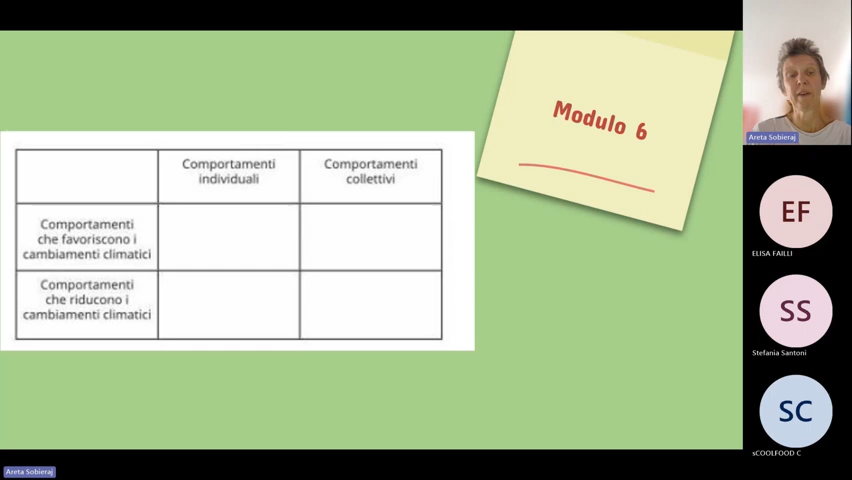 Modulo 6
Comportamenti
individuali
Comportamenti
collettivi
Comportamenti
che favoriscono i
cambiamenti climatici
Comportamenti
che riducono i
cambiamenti climatici
Areta Sobieraj
EF
ELISA FAILLI
SS
Stefania Santoni
SC
sCOOLFOOD C
Areta Sobieraj